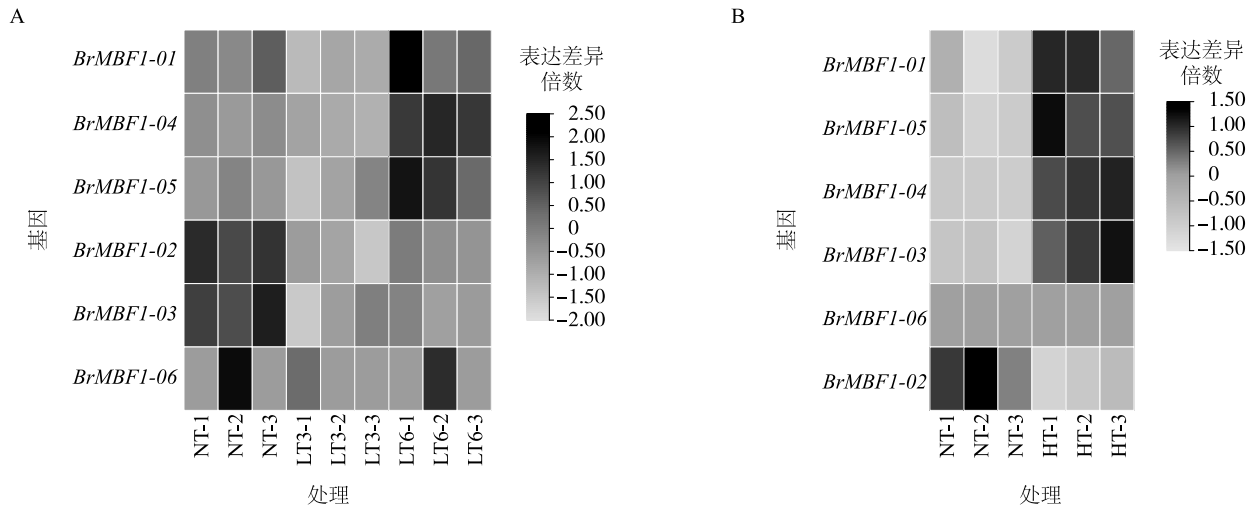 A
BrMBF1-01
BrMBF1-04
BrMBF1-05
BrMBF1-02
BrMBF1-03
BrMBF1-06
基因
NT-1
NT-2
NT-3
LT3-1
LT3-2
LT3-3
LT6-1
LT6-2
LT6-3
处理
表达差异
倍数
2.50
2.00
1.50
1.00
0.50
0
−0.50
−1.00
−1.50
−2.00
B
BrMBF1-01
BrMBF1-05
BrMBF1-04
BrMBF1-03
BrMBF1-06
BrMBF1-02
基因
NT-1
NT-2
NT-3
HT-1
HT-2
HT-3
处理
表达差异
倍数
1.50
1.00
0.50
0
−0.50
−1.00
−1.50